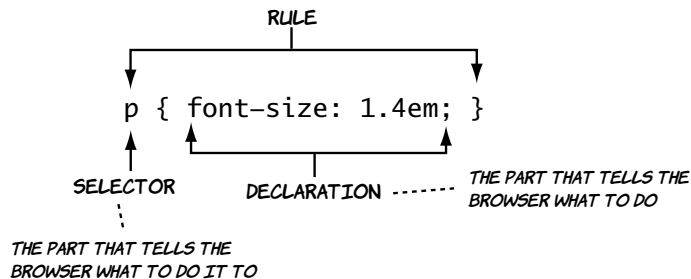 RULE
p { font-size: 1.4em; }
SELECTOR
DECLARATION
THE PART THAT TELLS THE
BROWSER WHAT TO DO
THE PART THAT TELLS THE
BROWSER WHAT TO DO IT TO